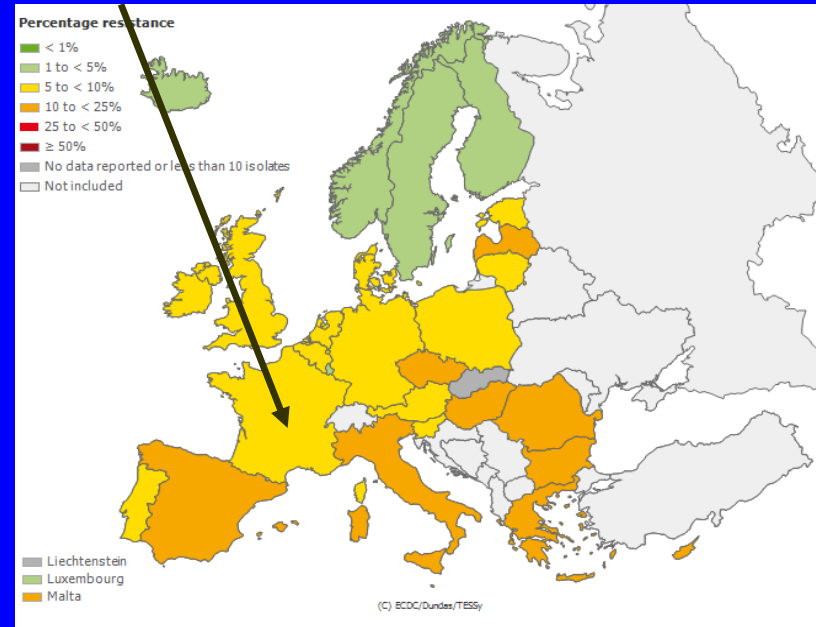 Percentage resistance
< 1%
1 to < 5%
5 to < 10%
10 to < 25%
25 to < 50%
≥ 50%
No data reported or less than 10 isolates
Not included
Liechtenstein
Luxembourg
Malta
(C) ECDC/Dundas/TESSy